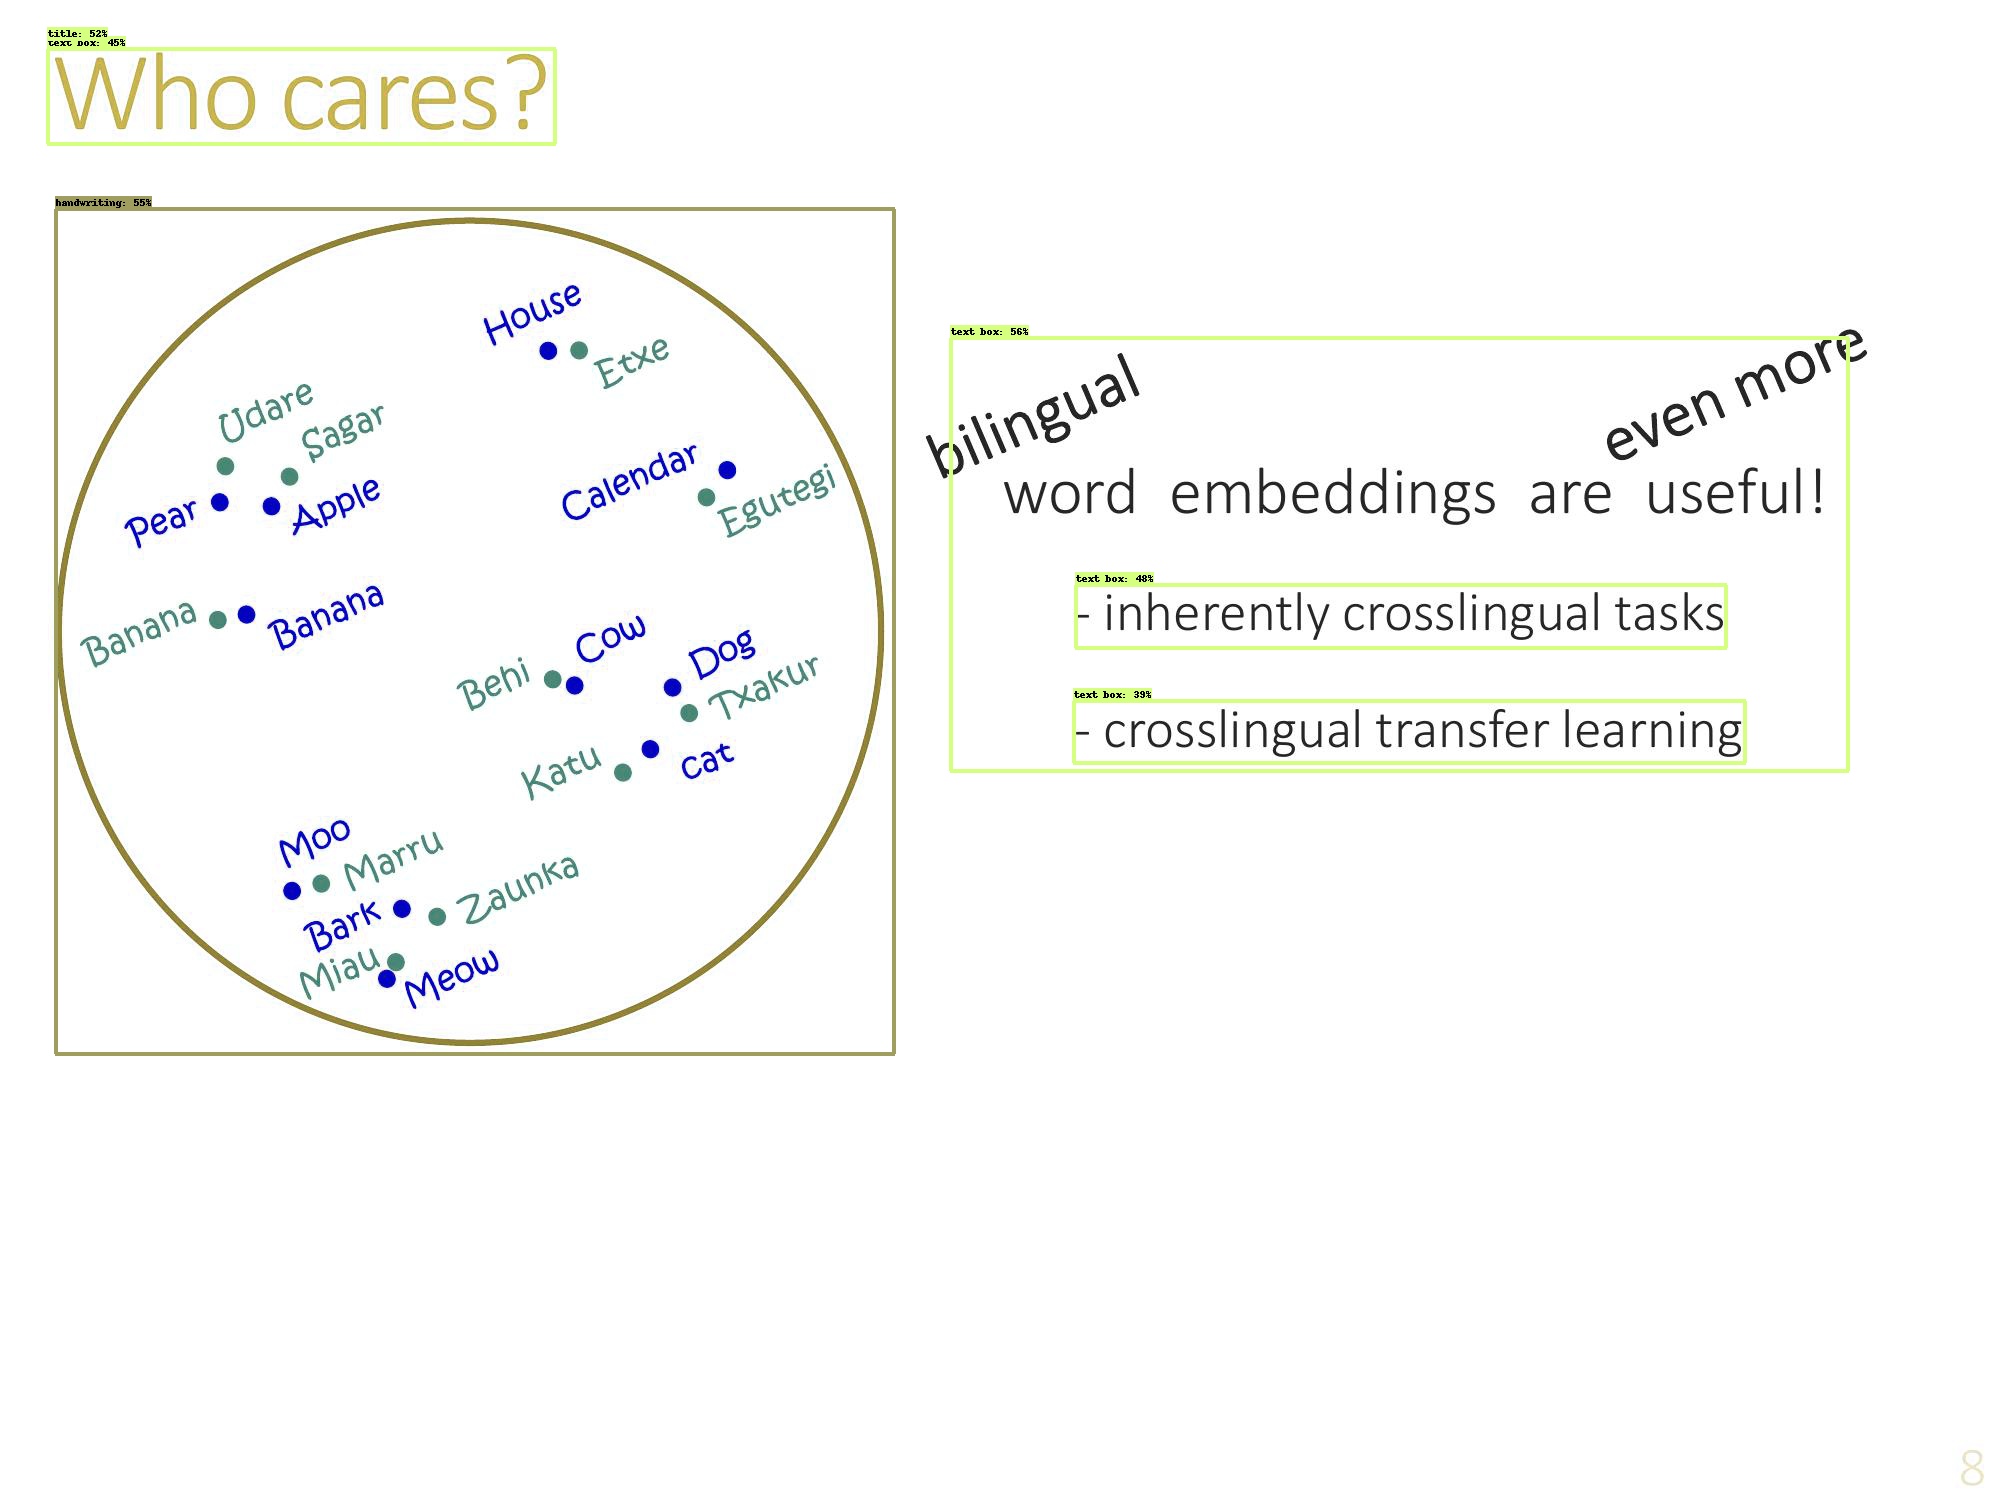 title: 52%
text box: 45%
Who cares?
handwriting: 55%
House
Etxe
Udare
Sagar
Pear
Apple
Calendar
Egutegi
Banana
Banana
Behi
Cow
Dog
Txakur
Katu
cat
Moo
Marru
Bark
Zaunka
Miau
Meow
text box: 56%
bilingual
even more
word embeddings are useful!
text box: 48%
- inherently crosslingual tasks
text box: 39%
- crosslingual transfer learning
8